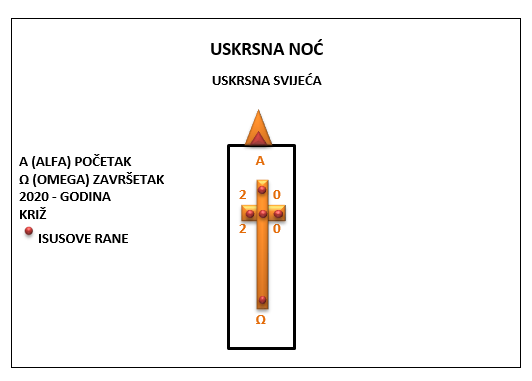 USKRSNA NOĆ
USKRSNA SVIJEĆA
A (ALFA) POČETAK
Ω (OMEGA) ZAVRŠETAK
2020 - GODINA
KRIŽ
ISUSOVE RANE
A
2 0
2 0
Ω